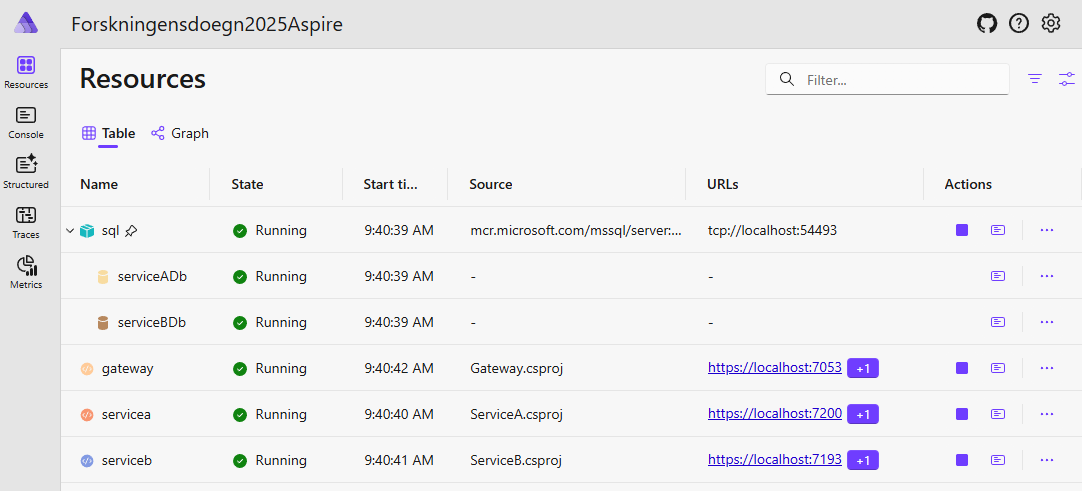 Forskningensdoegn2025Aspire
Resources
Console
Structured
Traces
Metrics
Resources
Filter...
Table Graph
Name State Start ti... Source URLs Actions
sql Running 9:40:39 AM mcr.microsoft.com/mssql/server:... tcp://localhost:54493
serviceADb Running 9:40:39 AM - -
serviceBDb Running 9:40:39 AM - -
gateway Running 9:40:42 AM Gateway.csproj https://localhost:7053 +1
servicea Running 9:40:40 AM ServiceA.csproj https://localhost:7200 +1
serviceb Running 9:40:41 AM ServiceB.csproj https://localhost:7193 +1